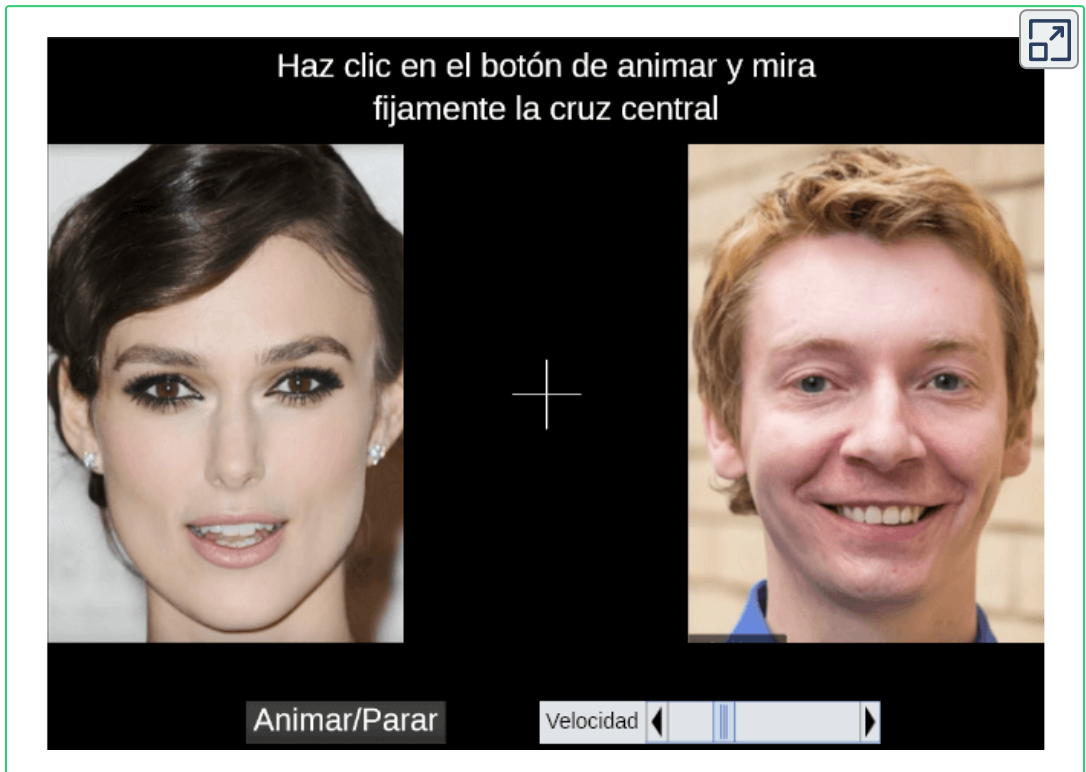 Haz clic en el botón de animar y mira
fijamente la cruz central
Animar/Parar
Velocidad